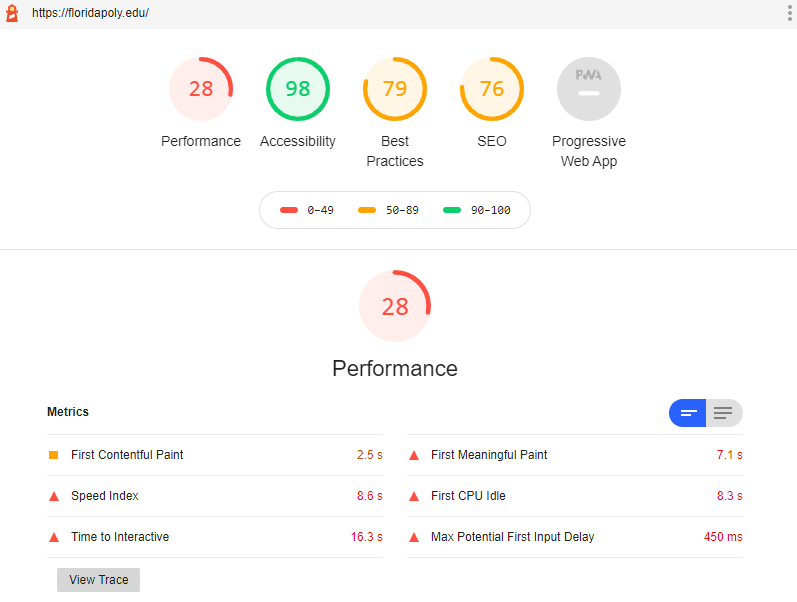 https://floridapoly.edu/
28 98 79 76 PWA
Performance Accessibility Best Practices SEO Progressive Web App
0–49 50–89 90–100
28
Performance
Metrics
First Contentful Paint 2.5 s First Meaningful Paint 7.1 s
Speed Index 8.6 s First CPU Idle 8.3 s
Time to Interactive 16.3 s Max Potential First Input Delay 450 ms
View Trace